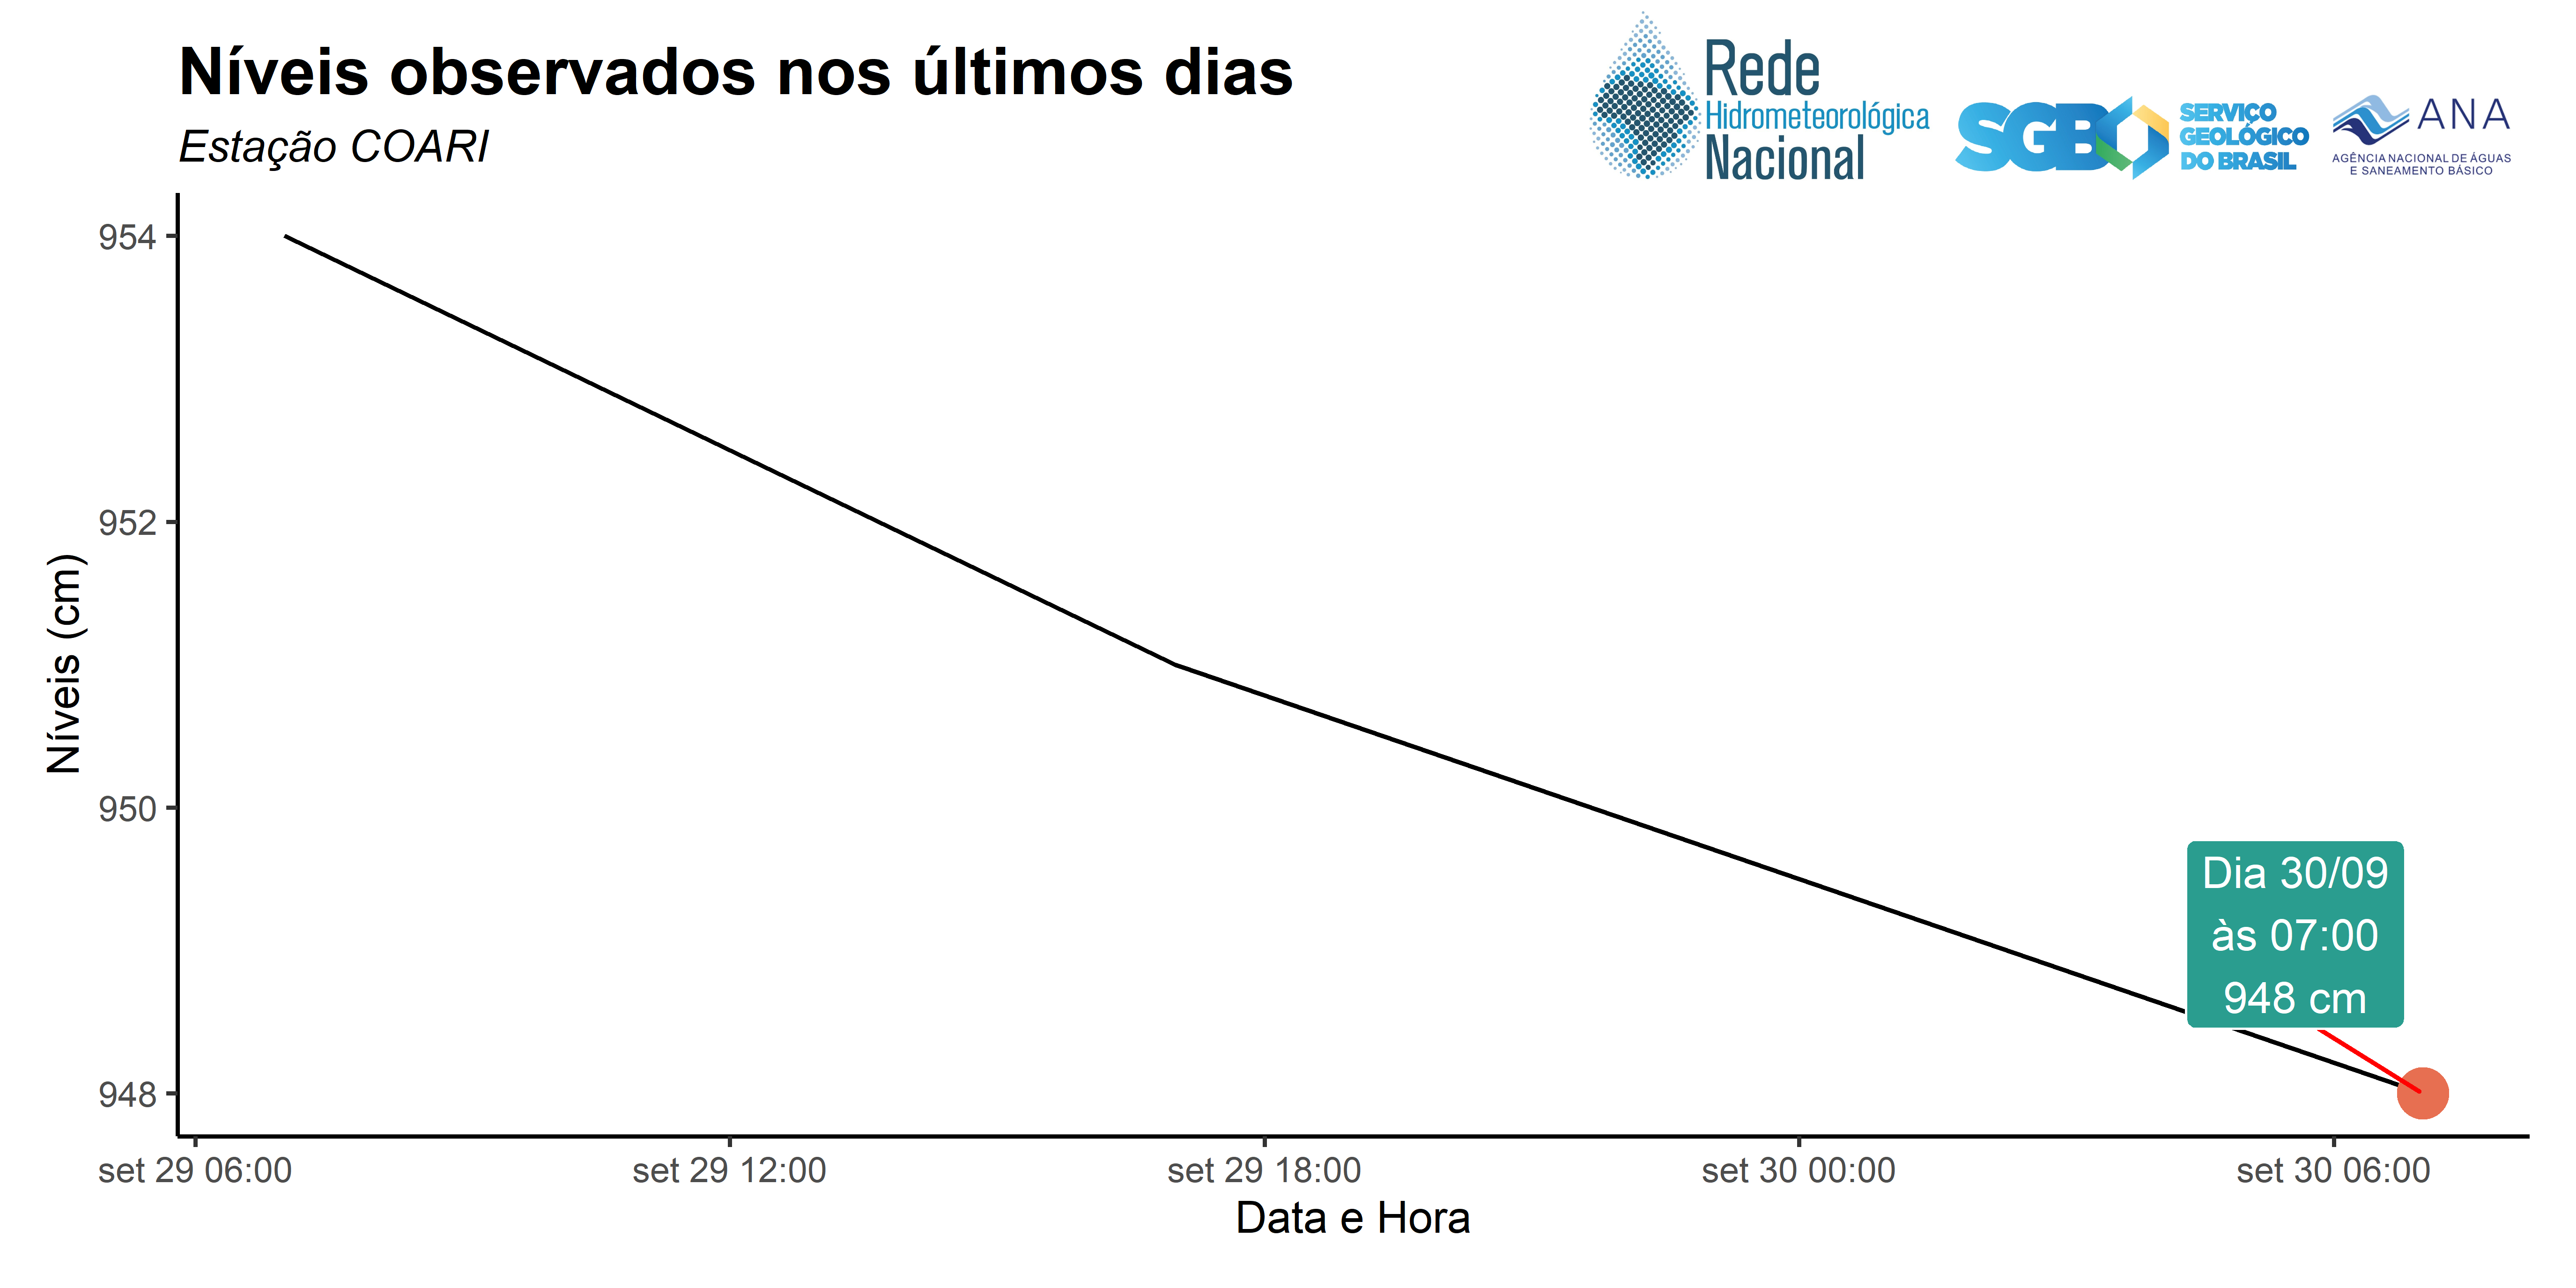 Níveis observados nos últimos dias
Estação COARI
Rede
Hidrometeorológica
Nacional
SGB
SERVIÇO
GEOLÓGICO
DO BRASIL
ANA
AGÊNCIA NACIONAL DE ÁGUAS
E SANEAMENTO BÁSICO
Níveis (cm)
954
952
950
948
Dia 30/09
às 07:00
948 cm
set 29 06:00
set 29 12:00
set 29 18:00
set 30 00:00
set 30 06:00
Data e Hora